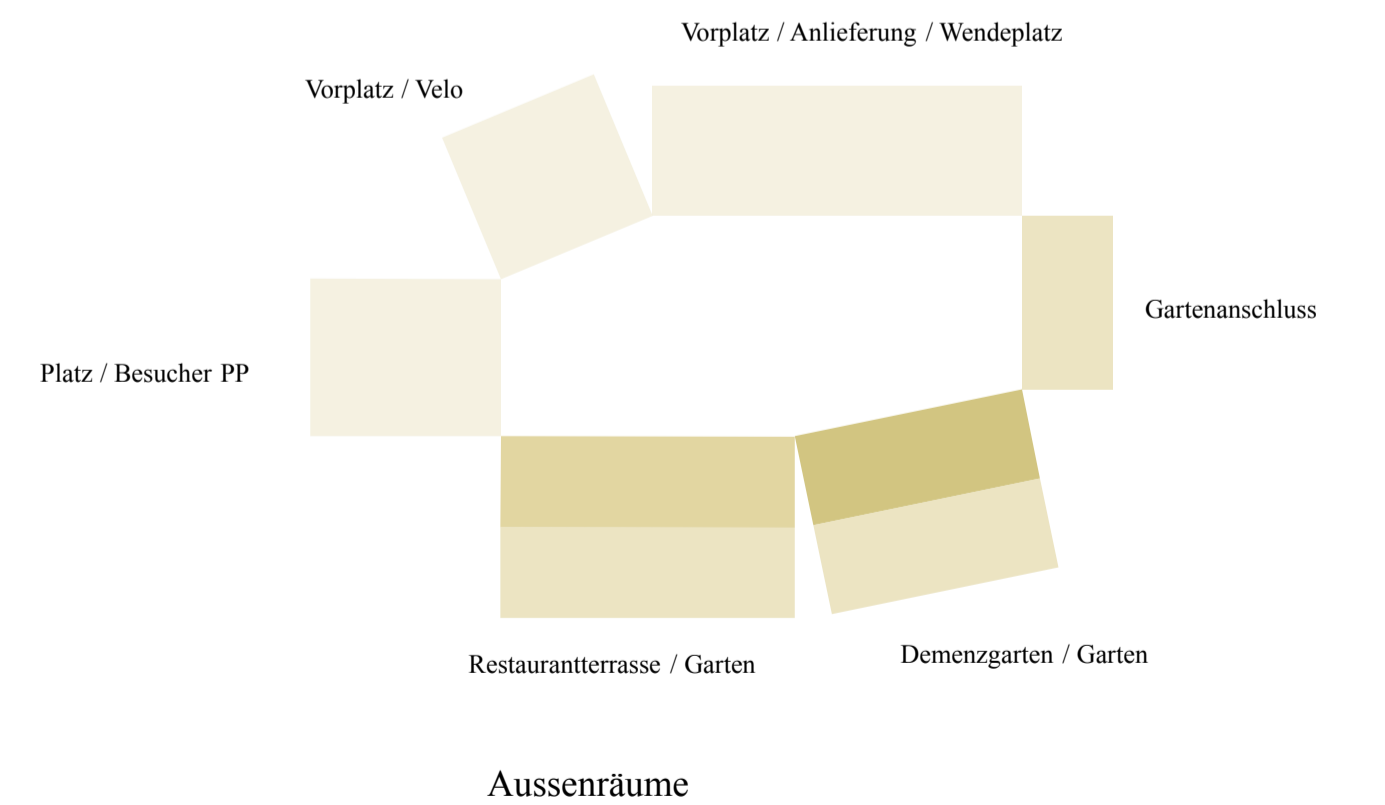 Vorplatz / Anlieferung / Wendeplatz
Vorplatz / Velo
Gartenanschluss
Platz / Besucher PP
Restaurantterrasse / Garten
Demenzgarten / Garten
Aussenräume